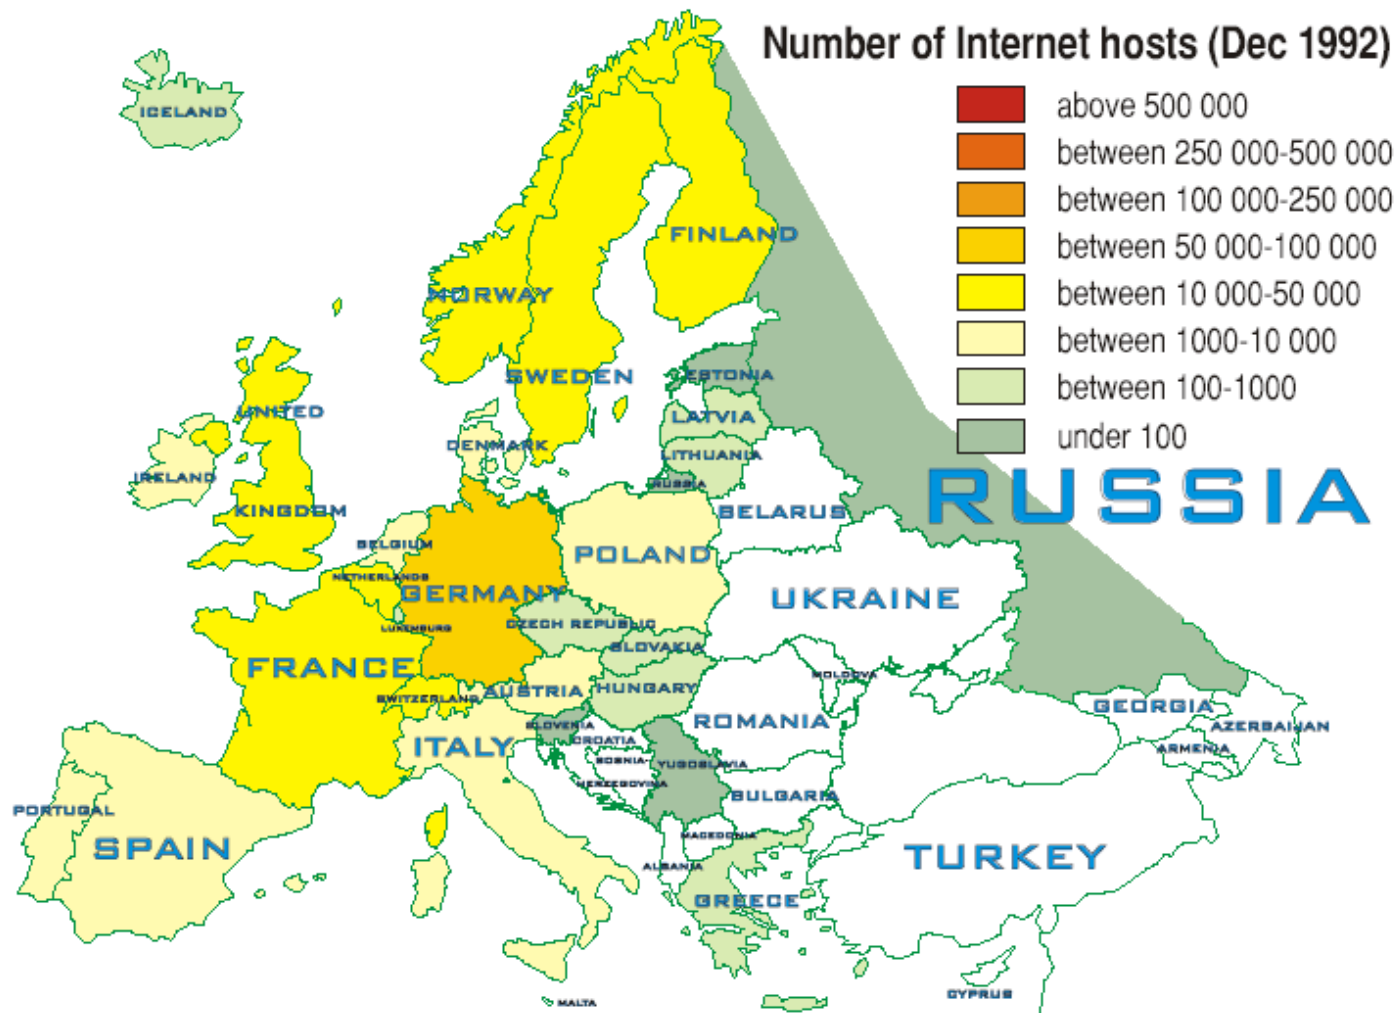 Number of Internet hosts (Dec 1992)
above 500 000
between 250 000-500 000
between 100 000-250 000
between 50 000-100 000
between 10 000-50 000
between 1000-10 000
between 100-1000
under 100
ICELAND
FINLAND
NORWAY
SWEDEN
ESTONIA
UNITED
LATVIA
DENMARK
LITHUANIA
IRELAND
RUSSIA
RUSSIA
KINGDOM
BELARUS
BELGIUM
POLAND
NETHERLANDS
GERMANY
UKRAINE
CZECH REPUBLIC
LUXEMBURG
SLOVAKIA
FRANCE
MOLDOVA
HUNGARY
AUSTRIA
SWITZERLAND
GEORGIA
ROMANIA
SLOVENIA
AZERBAIJAN
CROATIA
ITALY
ARMENIA
BOSNIA-
YUGOSLAVIA
HERZEGOVINA
BULGARIA
PORTUGAL
MACEDONIA
SPAIN
TURKEY
ALBANIA
GREECE
CYPRUS
MALTA